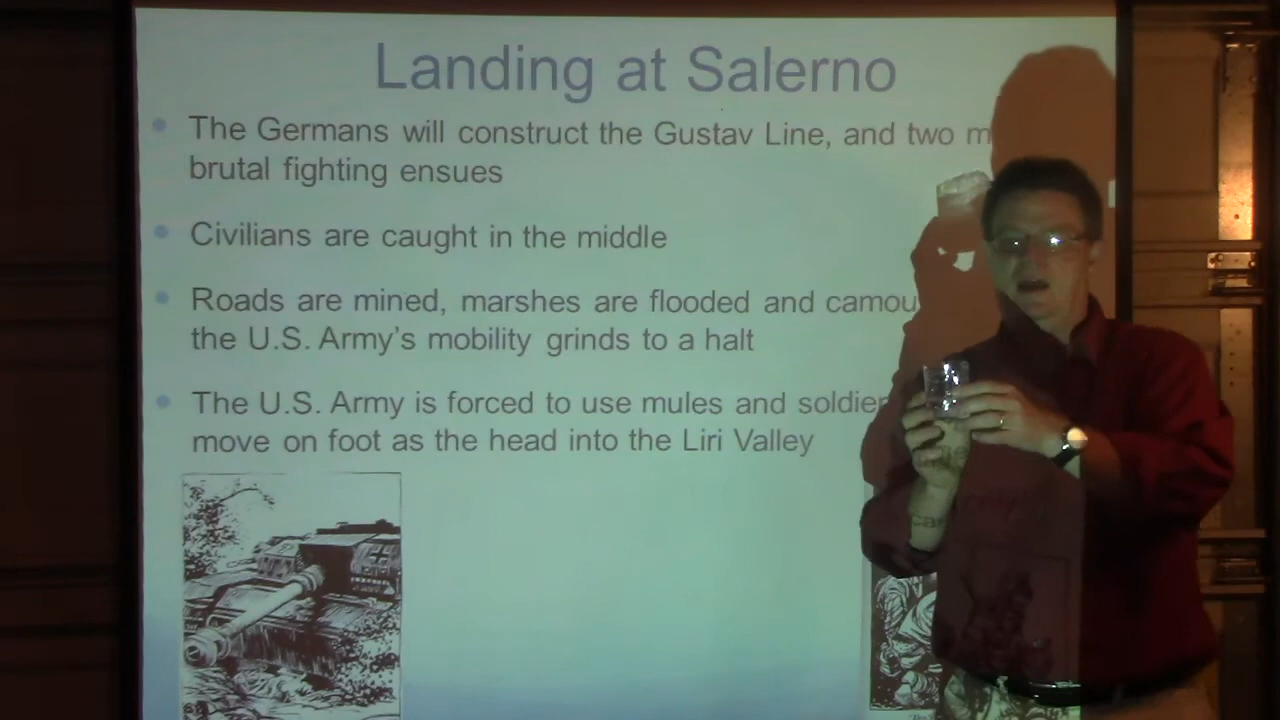 Landing at Salerno
The Germans will construct the Gustav Line, and two m
brutal fighting ensues
Civilians are caught in the middle
Roads are mined, marshes are flooded and camou
the U.S. Army's mobility grinds to a halt
The U.S. Army is forced to use mules and soldier
move on foot as the head into the Liri Valley